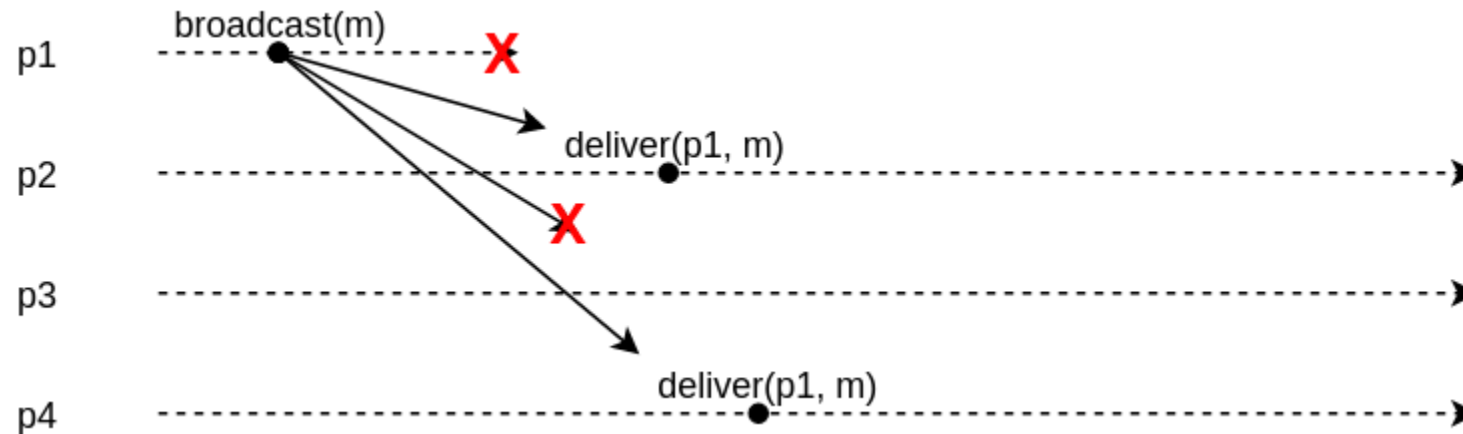 broadcast(m)
p1
X
deliver(p1, m)
p2
X
p3
deliver(p1, m)
p4